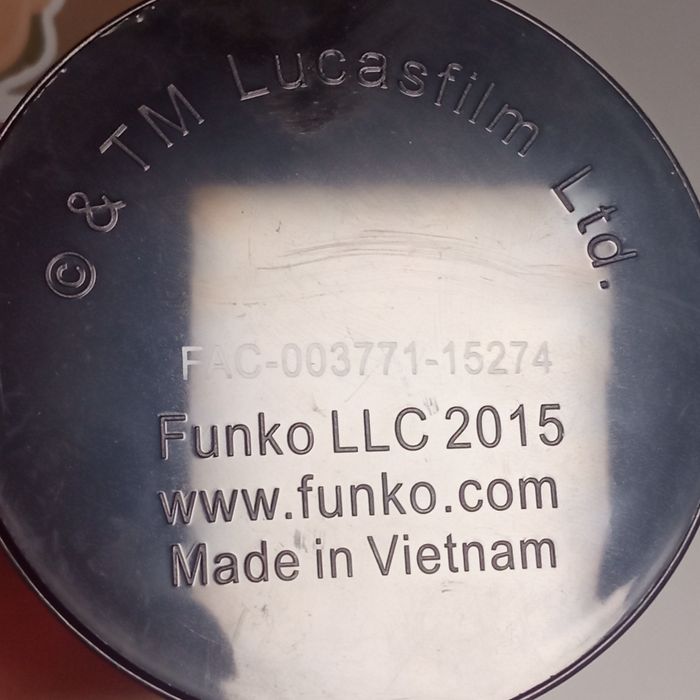 © & TM Lucasfilm Ltd.
FAC-003771-15274
Funko LLC 2015
www.funko.com
Made in Vietnam